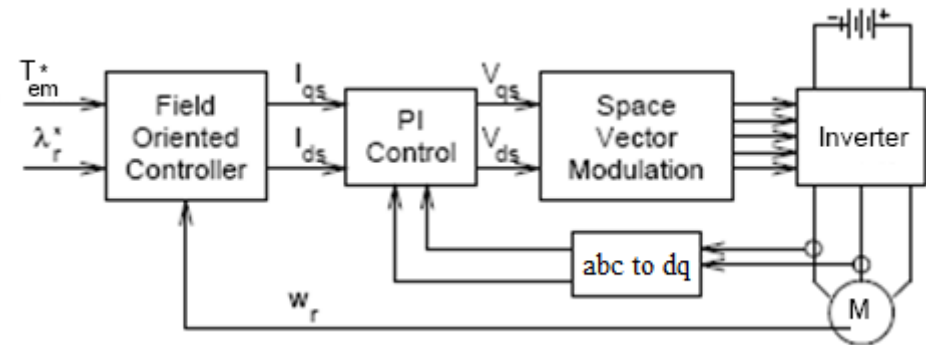 T*em
λ*r
Field
Oriented
Controller
Iqs
Ids
PI
Control
Vqs
Vds
Space
Vector
Modulation
- +
Inverter
abc to dq
wr
M